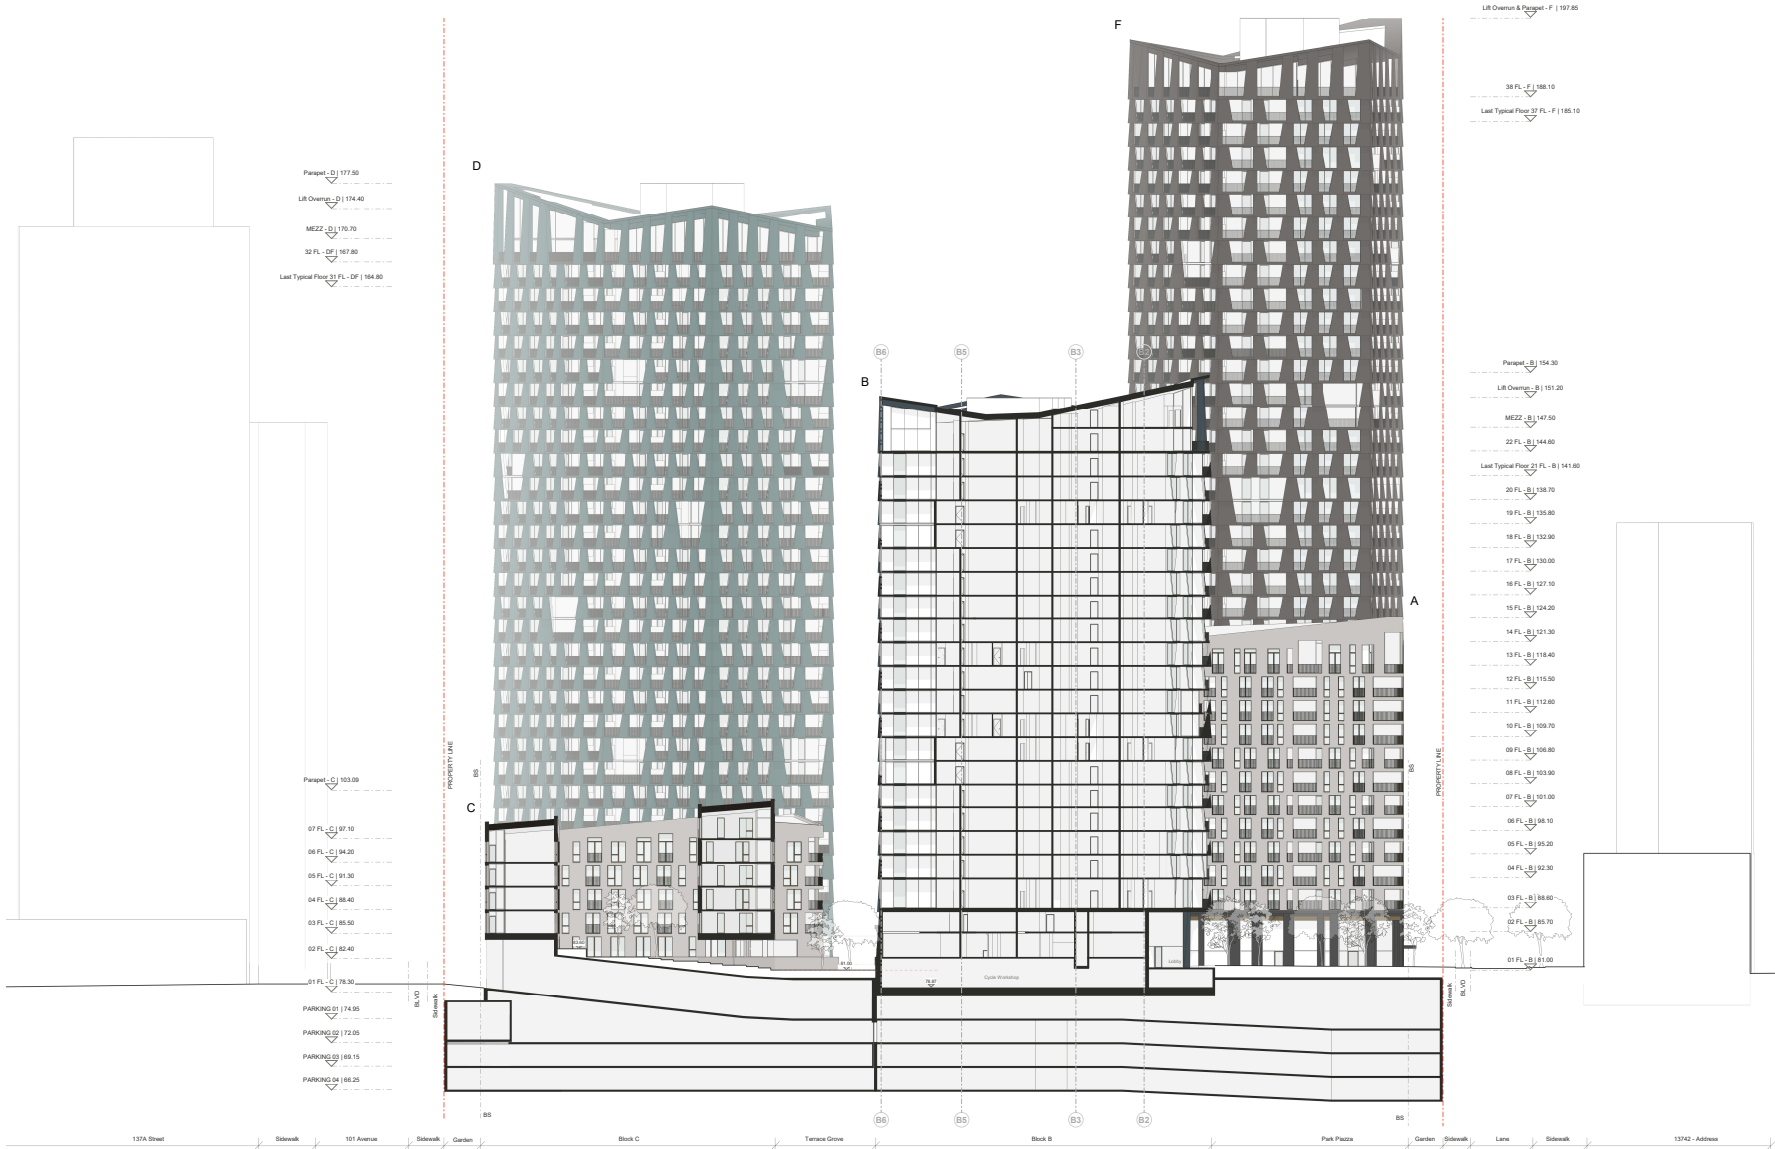 Lift Overrun & Parapet - F | 197.85
F
38 FL - F | 188.10
Last Typical Floor 37 FL - F | 185.10
D
Parapet - D | 177.50
Lift Overrun - D | 174.40
MEZZ - D | 170.70
32 FL - DF | 167.80
Last Typical Floor 31 FL - DF | 164.80
B6
B5
B3
B2
B
Parapet - B | 154.30
Lift Overrun - B | 151.20
MEZZ - B | 147.50
22 FL - B | 144.60
Last Typical Floor 21 FL - B | 141.60
20 FL - B | 138.70
19 FL - B | 135.80
18 FL - B | 132.90
17 FL - B | 130.00
16 FL - B | 127.10
15 FL - B | 124.20
14 FL - B | 121.30
13 FL - B | 118.40
12 FL - B | 115.50
11 FL - B | 112.60
10 FL - B | 109.70
09 FL - B | 106.80
08 FL - B | 103.90
07 FL - B | 101.00
06 FL - B | 98.10
05 FL - B | 95.20
04 FL - B | 92.30
03 FL - B | 88.60
02 FL - B | 85.70
01 FL - B | 81.00
A
PROPERTY LINE
BS
BS
PROPERTY LINE
C
Parapet - C | 103.09
07 FL - C | 97.10
06 FL - C | 94.20
05 FL - C | 91.30
04 FL - C | 88.40
03 FL - C | 85.50
02 FL - C | 82.40
01 FL - C | 78.30
PARKING 01 | 74.95
PARKING 02 | 72.05
PARKING 03 | 69.15
PARKING 04 | 66.25
81.00
Lobby
Cycle Workshop
78.87
BLVD
Sidewalk
Sidewalk
BLVD
BS
BS
B6
B5
B3
B2
137A Street
Sidewalk
101 Avenue
Sidewalk
Garden
Block C
Terrace Grove
Block B
Park Piazza
Garden
Sidewalk
Lane
Sidewalk
13742 - Address